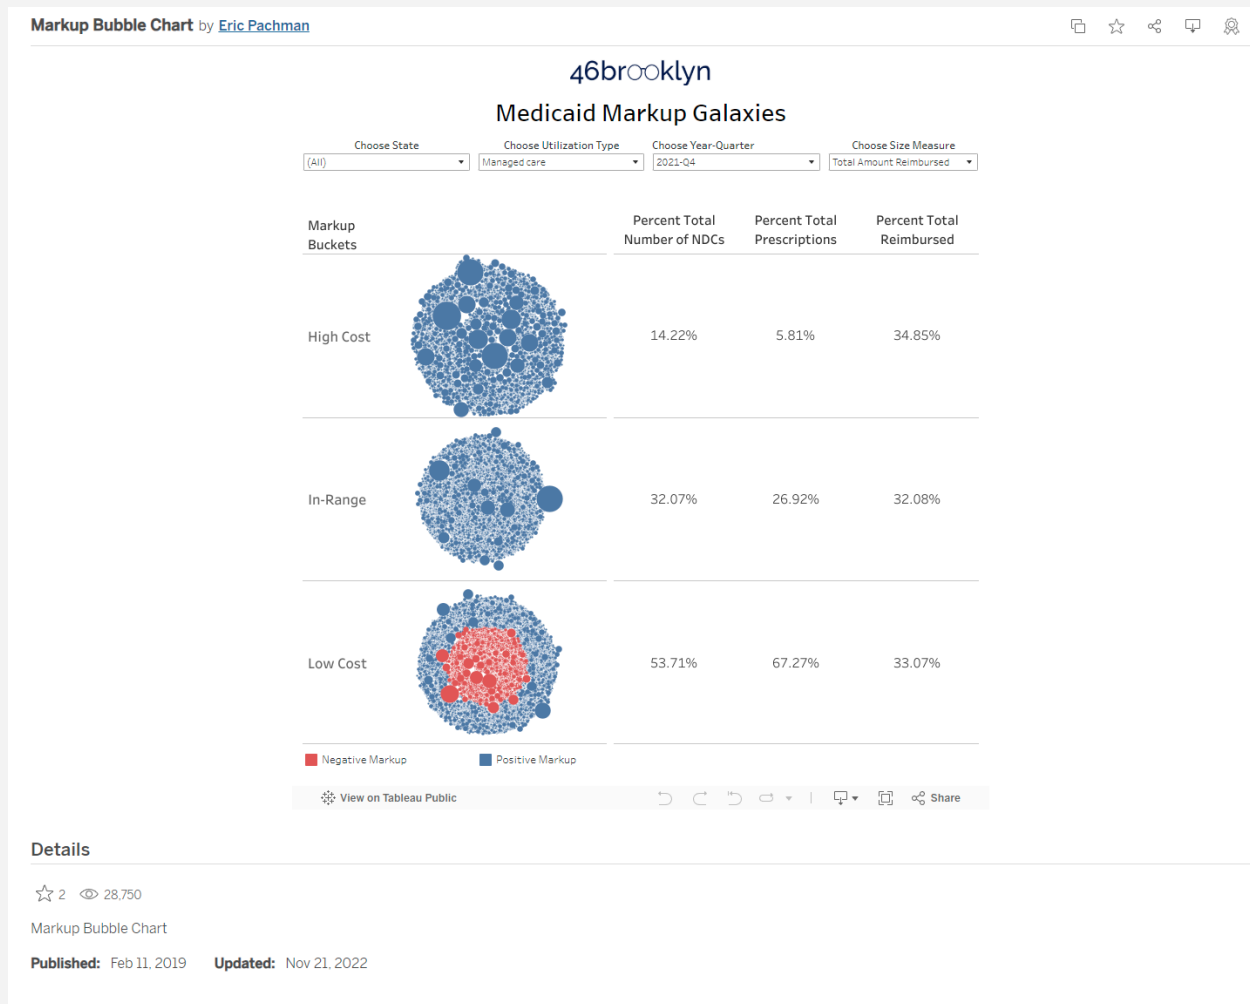 Markup Bubble Chart by Eric Pachman
46brooklyn
Medicaid Markup Galaxies
Choose State
Choose Utilization Type
Choose Year-Quarter
Choose Size Measure
(All)
Managed care
2021-Q4
Total Amount Reimbursed
Markup
Buckets
Percent Total
Number of NDCs
Percent Total
Prescriptions
Percent Total
Reimbursed
High Cost
14.22%
5.81%
34.85%
In-Range
32.07%
26.92%
32.08%
Low Cost
53.71%
67.27%
33.07%
Negative Markup
Positive Markup
View on Tableau Public
Share
Details
2
28,750
Markup Bubble Chart
Published: Feb 11, 2019
Updated: Nov 21, 2022